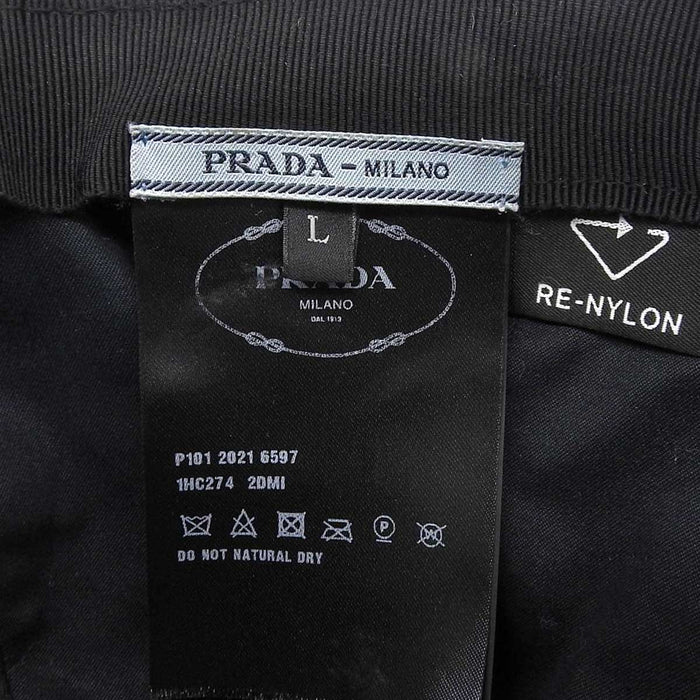 PRADA - MILANO
L
PRADA
MILANO
DAL 1913
RE-NYLON
P101 2021 6597
1HC274 2DMI
P
W
DO NOT NATURAL DRY